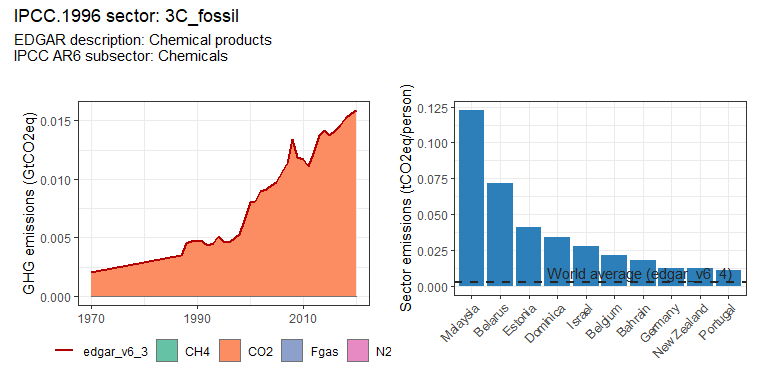 IPCC.1996 sector: 3C_fossil
EDGAR description: Chemical products
IPCC AR6 subsector: Chemicals
GHG emissions (GtCO2eq)
0.015
0.010
0.005
0.000
1970
1990
2010
edgar_v6_3
CH4
CO2
Fgas
N2
Sector emissions (tCO2eq/person)
0.125
0.100
0.075
0.050
0.025
0.000
World average (edgar_v6_4)
Malaysia
Belarus
Estonia
Dominica
Israel
Belgium
Bahrain
Germany
New Zealand
Portugal